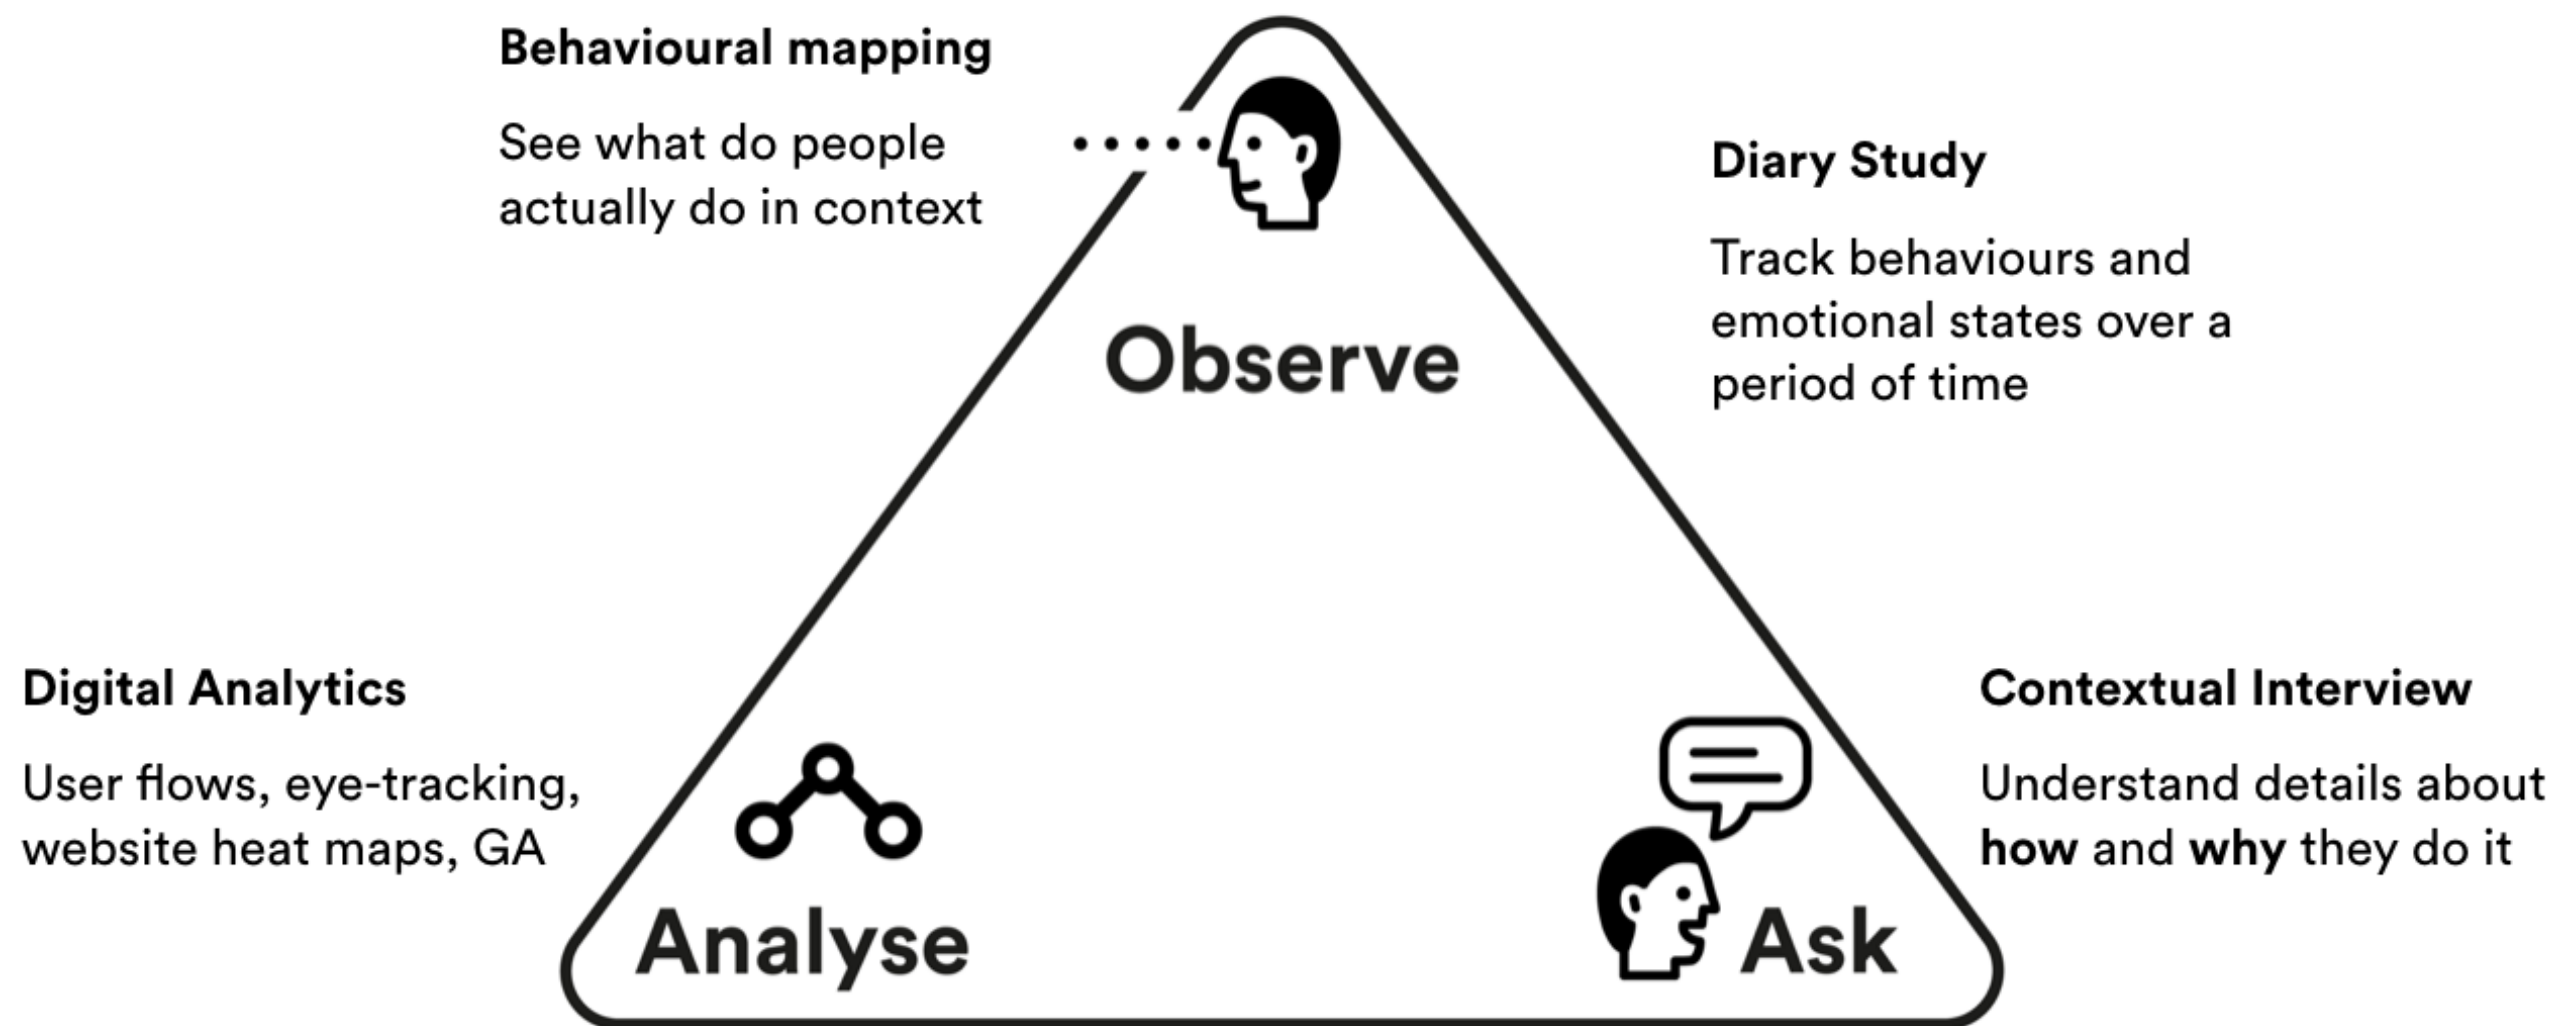 Behavioural mapping
See what do people
actually do in context
Observe
Diary Study
Track behaviours and
emotional states over a
period of time
Digital Analytics
User flows, eye-tracking,
website heat maps, GA
Analyse
Ask
Contextual Interview
Understand details about
how and why they do it